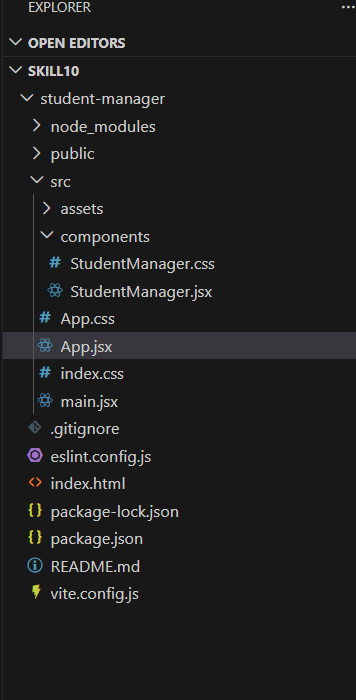 EXPLORER
OPEN EDITORS
SKILL10
student-manager
node_modules
public
src
assets
components
StudentManager.css
StudentManager.jsx
App.css
App.jsx
index.css
main.jsx
.gitignore
eslint.config.js
index.html
package-lock.json
package.json
README.md
vite.config.js